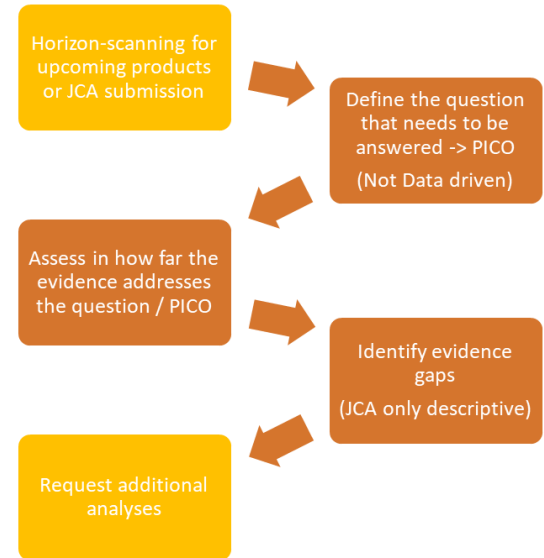 Horizon-scanning for
upcoming products
or JCA submission
Define the question
that needs to be
answered -> PICO
(Not Data driven)
Assess in how far the
evidence addresses
the question / PICO
Identify evidence
gaps
(JCA only descriptive)
Request additional
analyses